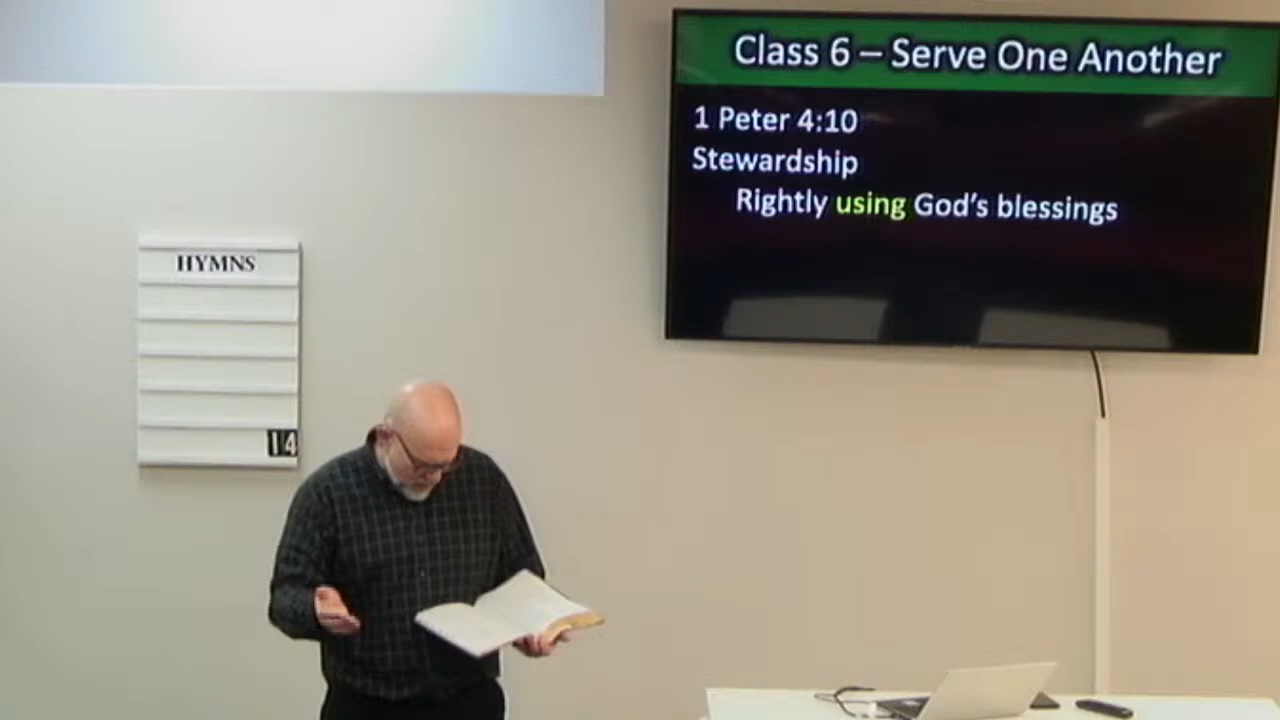 Class 6 – Serve One Another
1 Peter 4:10
Stewardship
Rightly using God's blessings
HYMNS
14